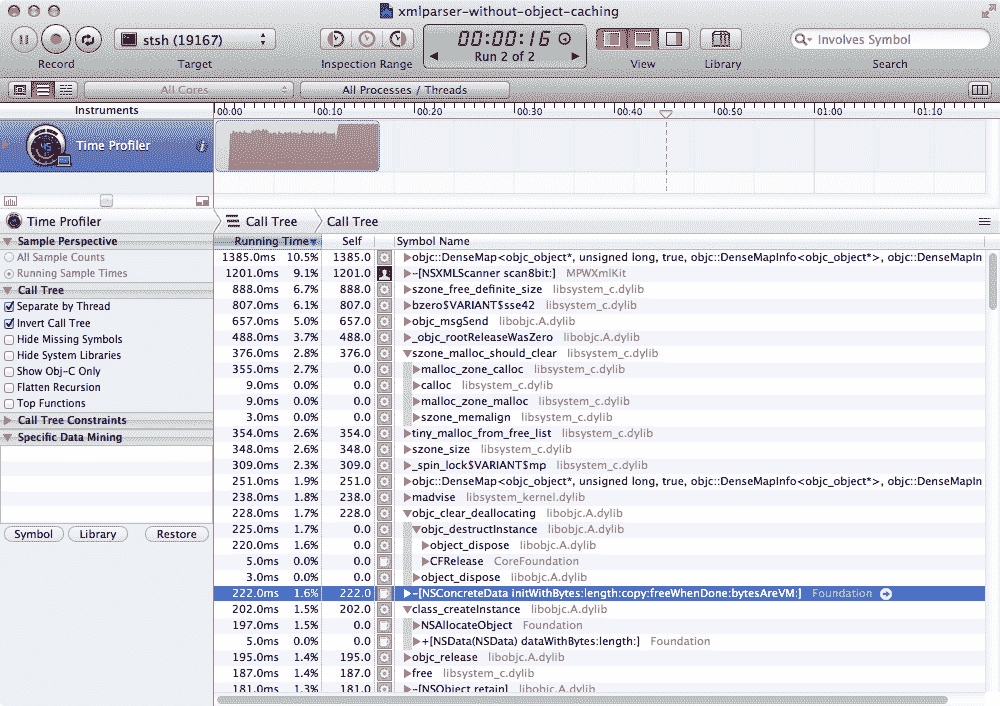 xmlparser-without-object-caching
stsh (19167)
00:00:16
Run 2 of 2
Involves Symbol
Record
Target
Inspection Range
View
Library
Search
All Cores
All Processes / Threads
Instruments
00:00
00:10
00:20
00:30
00:40
00:50
01:00
01:10
Time Profiler
Time Profiler
Call Tree
Call Tree
Sample Perspective
All Sample Counts
Running Sample Times
Call Tree
Separate by Thread
Invert Call Tree
Hide Missing Symbols
Hide System Libraries
Show Obj-C Only
Flatten Recursion
Top Functions
Call Tree Constraints
Specific Data Mining
Symbol
Library
Restore
Running Time Self Symbol Name
1385.0ms 10.5% 1385.0 objc::DenseMap<objc_object*, unsigned long, true, objc::DenseMapInfo<objc_object*>, objc::DenseMapIn
1201.0ms 9.1% 1201.0 -[NSXMLScanner scan8bit:] MPWXmlKit
888.0ms 6.7% 888.0 szone_free_definite_size libsystem_c.dylib
807.0ms 6.1% 807.0 bzero$VARIANT$sse42 libsystem_c.dylib
657.0ms 5.0% 657.0 objc_msgSend libobjc.A.dylib
488.0ms 3.7% 488.0 _objc_rootReleaseWasZero libobjc.A.dylib
376.0ms 2.8% 376.0 szone_malloc_should_clear libsystem_c.dylib
355.0ms 2.7% 0.0 malloc_zone_calloc libsystem_c.dylib
9.0ms 0.0% 0.0 calloc libsystem_c.dylib
9.0ms 0.0% 0.0 malloc_zone_malloc libsystem_c.dylib
3.0ms 0.0% 0.0 szone_memalign libsystem_c.dylib
354.0ms 2.6% 354.0 tiny_malloc_from_free_list libsystem_c.dylib
348.0ms 2.6% 348.0 szone_size libsystem_c.dylib
309.0ms 2.3% 309.0 _spin_lock$VARIANT$mp libsystem_c.dylib
251.0ms 1.9% 251.0 objc::DenseMap<objc_object*, unsigned long, true, objc::DenseMapInfo<objc_object*>, objc::DenseMapIn
238.0ms 1.8% 238.0 madvise libsystem_kernel.dylib
228.0ms 1.7% 228.0 objc_clear_deallocating libobjc.A.dylib
225.0ms 1.7% 0.0 objc_destructInstance libobjc.A.dylib
220.0ms 1.6% 0.0 object_dispose libobjc.A.dylib
5.0ms 0.0% 0.0 CFRelease CoreFoundation
3.0ms 0.0% 0.0 object_dispose libobjc.A.dylib
222.0ms 1.6% 222.0 -[NSConcreteData initWithBytes:length:copy:freeWhenDone:bytesAreVM:] Foundation
202.0ms 1.5% 202.0 class_createInstance libobjc.A.dylib
197.0ms 1.5% 0.0 NSAllocateObject Foundation
5.0ms 0.0% 0.0 +[NSData(NSData) dataWithBytes:length:] Foundation
195.0ms 1.4% 195.0 objc_release libobjc.A.dylib
187.0ms 1.4% 187.0 free libsystem_c.dylib
181.0ms 1.3% 181.0 -[NSObject retain] libobjc.A.dylib